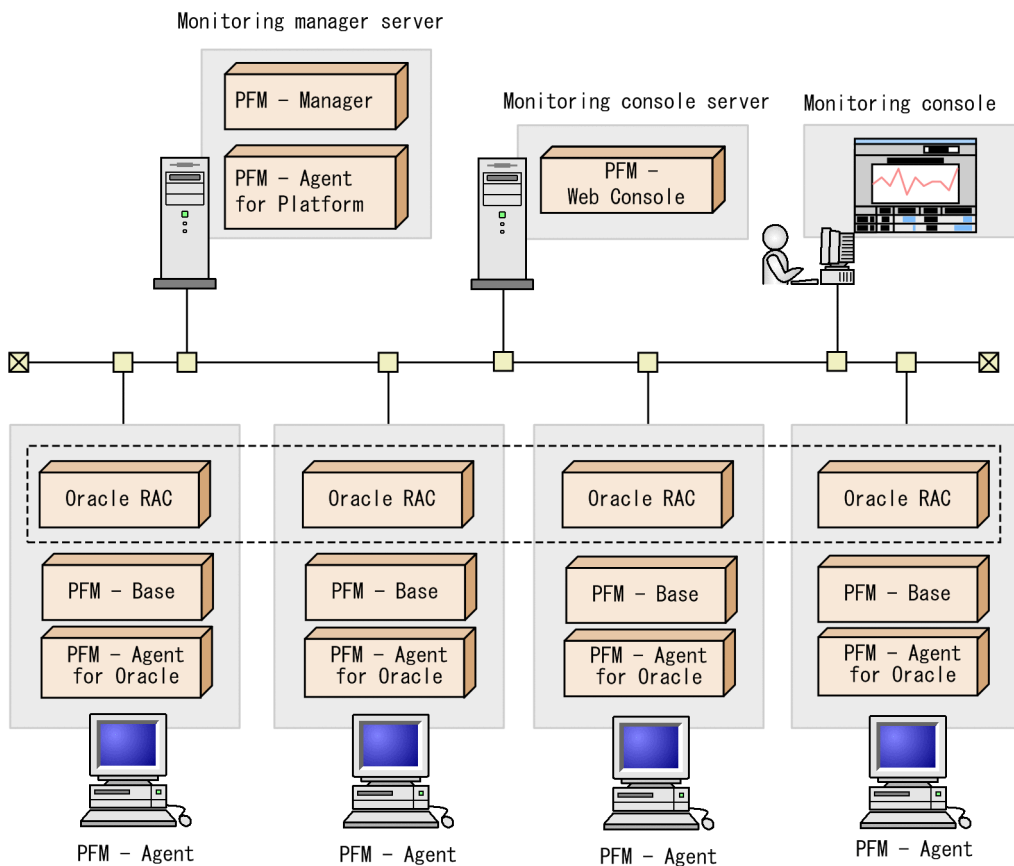 Monitoring manager server
PFM - Manager
PFM - Agent
for Platform
Monitoring console server
PFM -
Web Console
Monitoring console
Oracle RAC
Oracle RAC
Oracle RAC
Oracle RAC
PFM - Base
PFM - Base
PFM - Base
PFM - Base
PFM - Agent
for Oracle
PFM - Agent
for Oracle
PFM - Agent
for Oracle
PFM - Agent
for Oracle
PFM - Agent
PFM - Agent
PFM - Agent
PFM - Agent